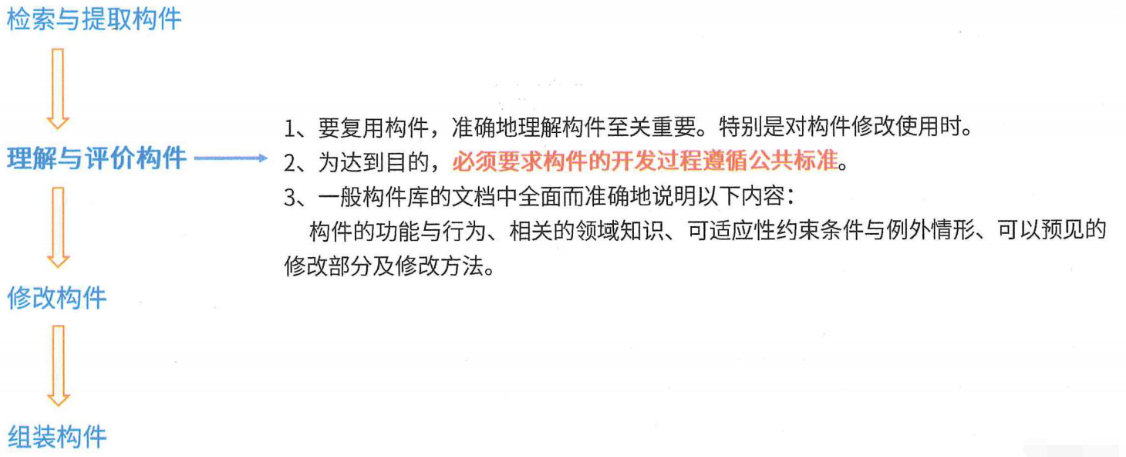 检索与提取构件
理解与评价构件
1、要复用构件，准确地理解构件至关重要。特别是对构件修改使用时。
2、为达到目的，必须要求构件的开发过程遵循公共标准。
3、一般构件库的文档中全面而准确地说明以下内容：
构件的功能与行为、相关的领域知识、可适应性约束条件与例外情形、可以预见的
修改部分及修改方法。
修改构件
组装构件